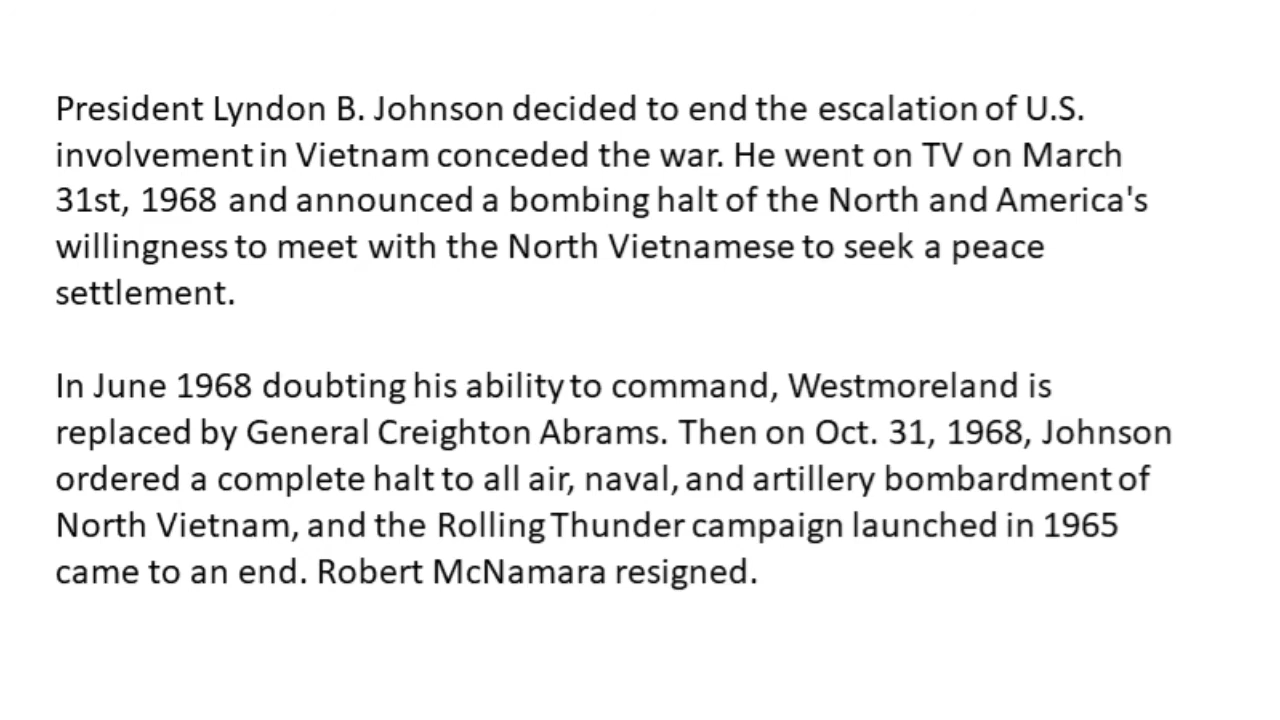 President Lyndon B. Johnson decided to end the escalation of U.S.
involvement in Vietnam conceded the war. He went on TV on March
31st, 1968 and announced a bombing halt of the North and America's
willingness to meet with the North Vietnamese to seek a peace
settlement.
In June 1968 doubting his ability to command, Westmoreland is
replaced by General Creighton Abrams. Then on Oct. 31, 1968, Johnson
ordered a complete halt to all air, naval, and artillery bombardment of
North Vietnam, and the Rolling Thunder campaign launched in 1965
came to an end. Robert McNamara resigned.